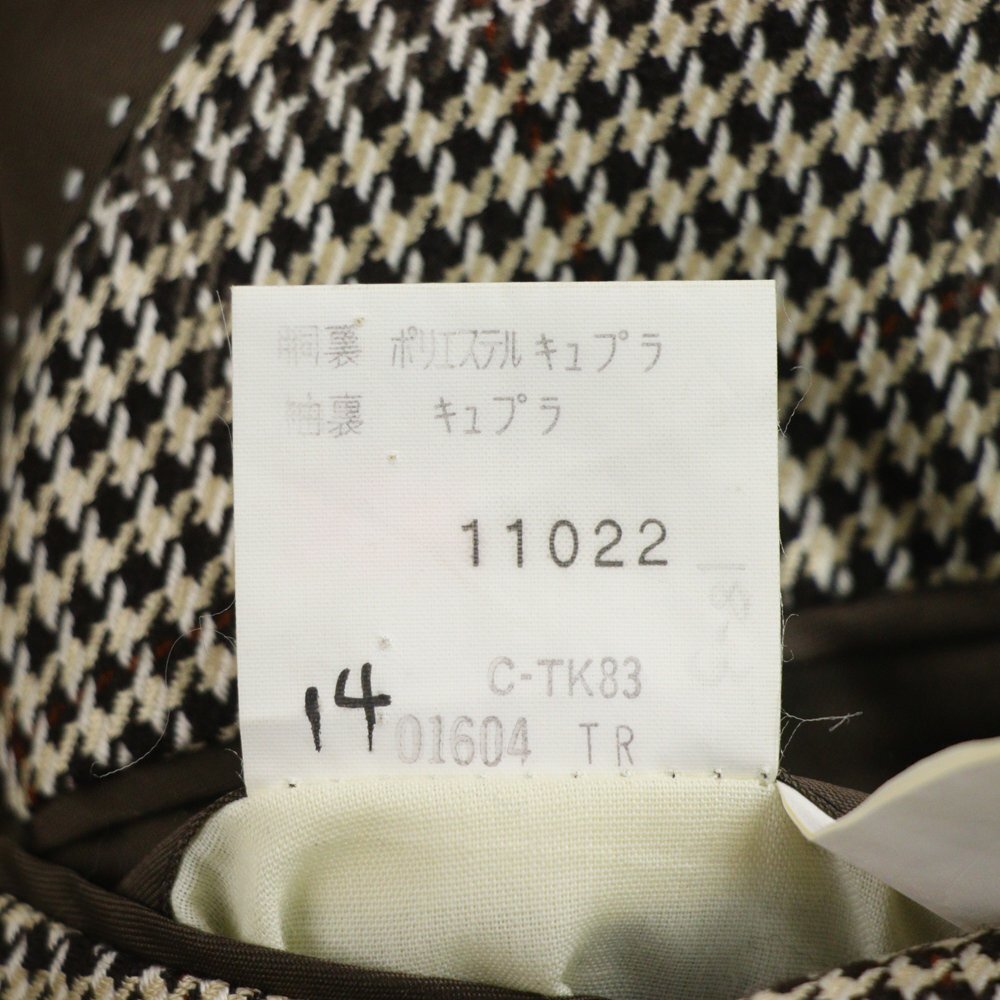 胴裏 ポリエステル キュプラ
袖裏 キュプラ
11022
C-TK83
14
01604 TR